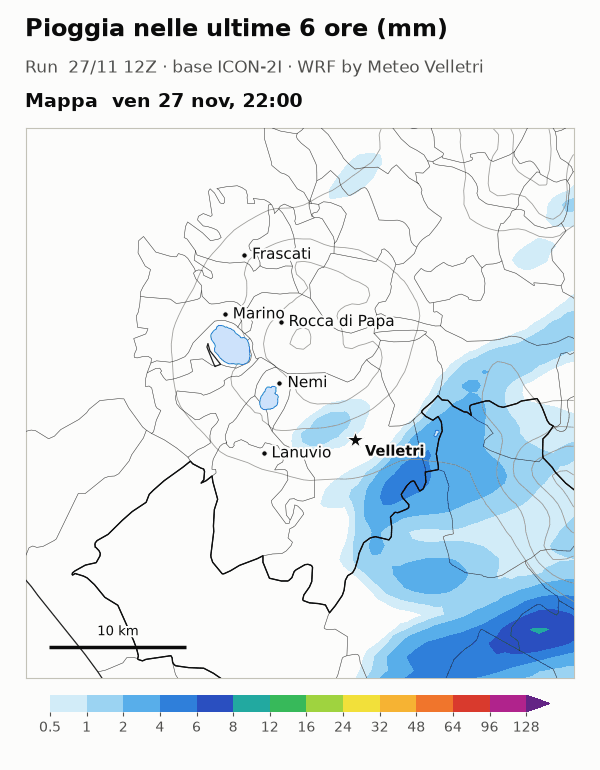 Pioggia nelle ultime 6 ore (mm)
Run  27/11 12Z · base ICON-2I · WRF by Meteo Velletri
Mappa  ven 27 nov, 22:00
Frascati
Marino
Rocca di Papa
Nemi
Velletri
Lanuvio
10 km
0.5 1 2 4 6 8 12 16 24 32 48 64 96 128